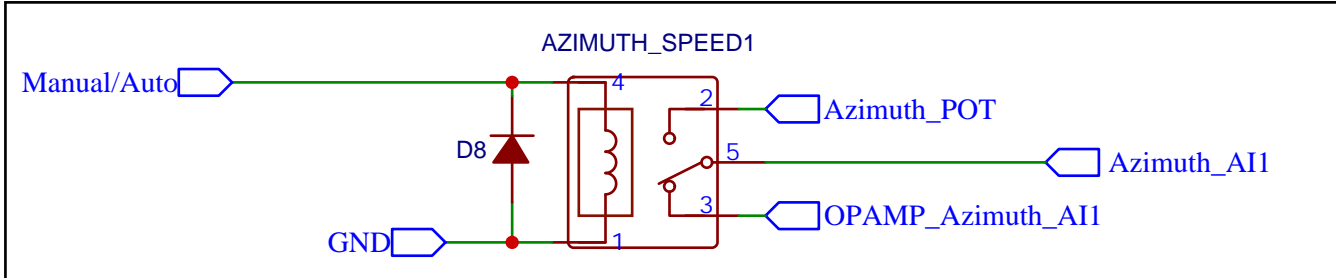 AZIMUTH_SPEED1
Manual/Auto
4
2
Azimuth_POT
D8
5
Azimuth_AI1
3
OPAMP_Azimuth_AI1
GND
1